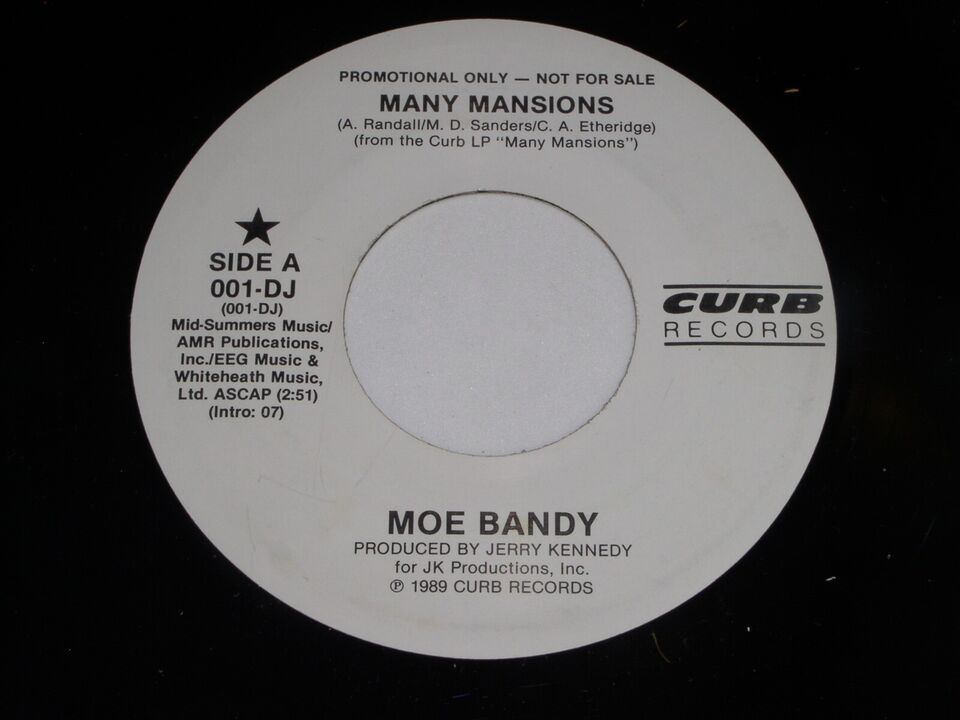 PROMOTIONAL ONLY — NOT FOR SALE
MANY MANSIONS
(A. Randall/M. D. Sanders/C. A. Etheridge)
(from the Curb LP "Many Mansions")
SIDE A
001-DJ
(001-DJ)
Mid-Summers Music/
AMR Publications,
Inc./EEG Music &
Whiteheath Music,
Ltd. ASCAP (2:51)
(Intro: 07)
CURB
RECORDS
MOE BANDY
PRODUCED BY JERRY KENNEDY
for JK Productions, Inc.
℗ 1989 CURB RECORDS